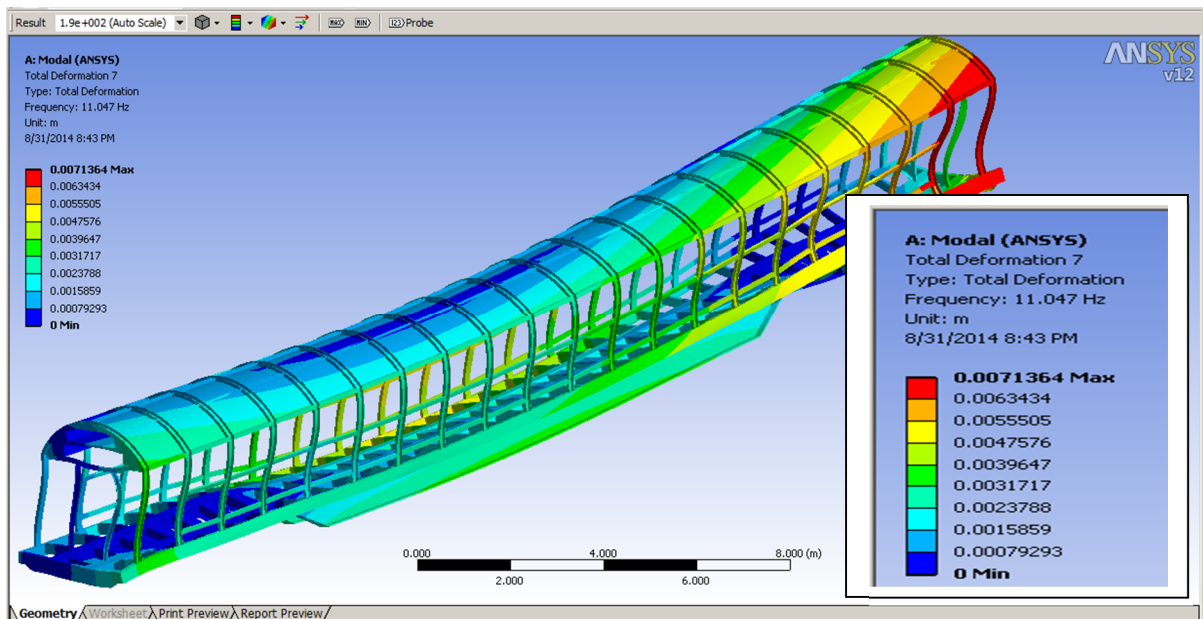 Result 1.9e+002 (Auto Scale) MAX MIN 123 Probe
A: Modal (ANSYS)
Total Deformation 7
Type: Total Deformation
Frequency: 11.047 Hz
Unit: m
8/31/2014 8:43 PM
0.0071364 Max
0.0063434
0.0055505
0.0047576
0.0039647
0.0031717
0.0023788
0.0015859
0.00079293
0 Min
ANSYS
v12
A: Modal (ANSYS)
Total Deformation 7
Type: Total Deformation
Frequency: 11.047 Hz
Unit: m
8/31/2014 8:43 PM
0.0071364 Max
0.0063434
0.0055505
0.0047576
0.0039647
0.0031717
0.0023788
0.0015859
0.00079293
0 Min
0.000 4.000 8.000 (m)
2.000 6.000
Geometry Worksheet Print Preview Report Preview